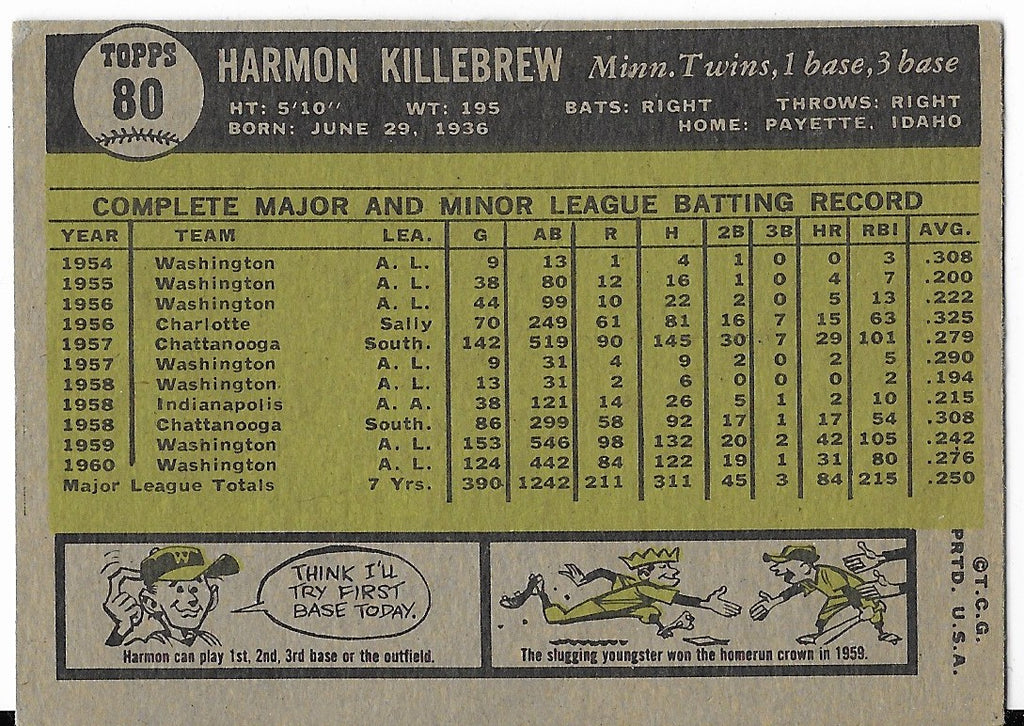 TOPPS
80
HARMON KILLEBREW Minn. Twins, 1 base, 3 base
HT: 5'10" WT: 195 BATS: RIGHT THROWS: RIGHT
BORN: JUNE 29, 1936 HOME: PAYETTE, IDAHO
COMPLETE MAJOR AND MINOR LEAGUE BATTING RECORD
YEAR TEAM LEA. G AB R H 2B 3B HR RBI AVG.
1954 Washington A. L. 9 13 1 4 1 0 0 3 .308
1955 Washington A. L. 38 80 12 16 1 0 4 7 .200
1956 Washington A. L. 44 99 10 22 2 0 5 13 .222
1956 Charlotte Sally 70 249 61 81 16 7 15 63 .325
1957 Chattanooga South. 142 519 90 145 30 7 29 101 .279
1957 Washington A. L. 9 31 4 9 2 0 2 5 .290
1958 Washington A. L. 13 31 2 6 0 0 0 2 .194
1958 Indianapolis A. A. 38 121 14 26 5 1 2 10 .215
1958 Chattanooga South. 86 299 58 92 17 1 17 54 .308
1959 Washington A. L. 153 546 98 132 20 2 42 105 .242
1960 Washington A. L. 124 442 84 122 19 1 31 80 .276
Major League Totals 7 Yrs. 390 1242 211 311 45 3 84 215 .250
W
THINK I'LL
TRY FIRST
BASE TODAY.
Harmon can play 1st, 2nd, 3rd base or the outfield.
The slugging youngster won the homerun crown in 1959.
©T.C.G.
PRTD. U.S.A.